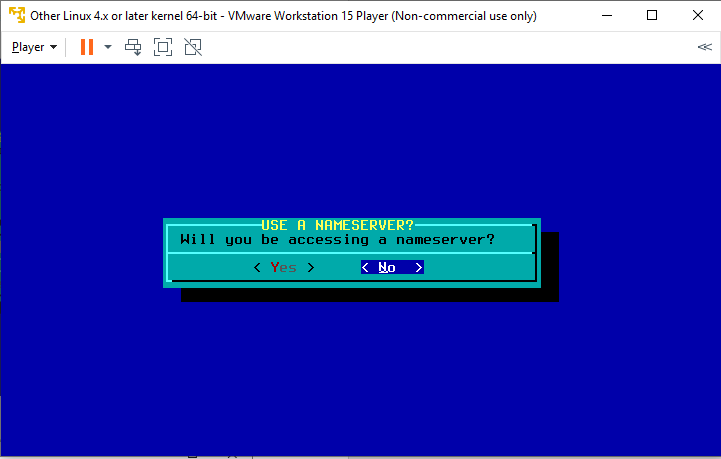 Other Linux 4.x or later kernel 64-bit - VMware Workstation 15 Player (Non-commercial use only)
Player
USE A NAMESERVER?
Will you be accessing a nameserver?
< Yes > < No >